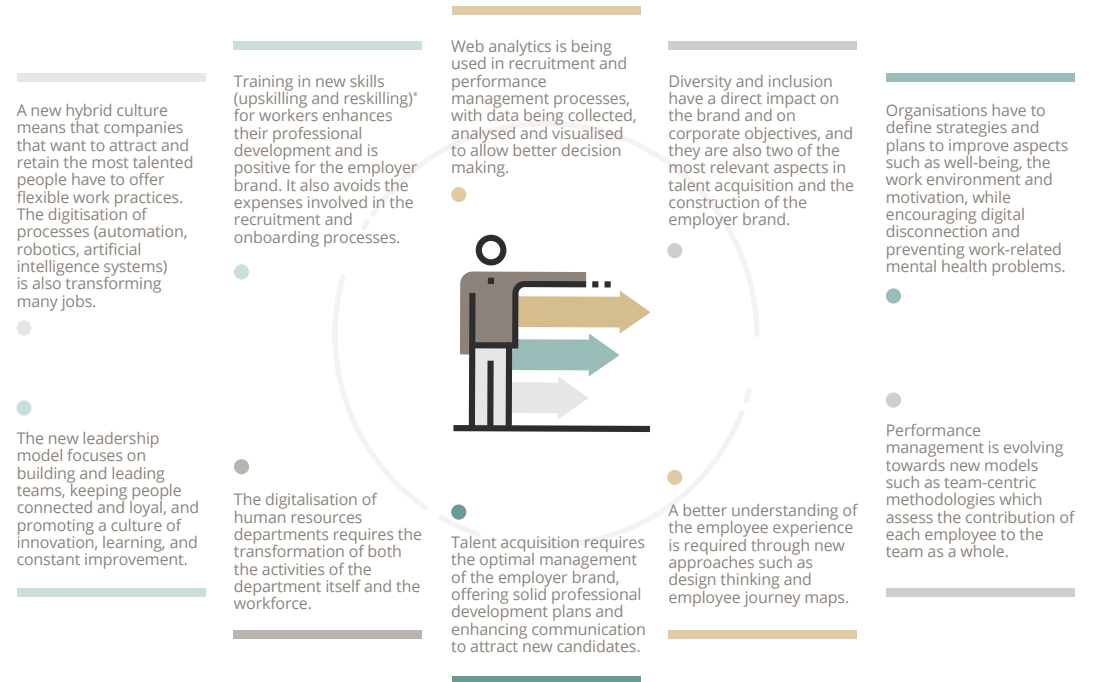 A new hybrid culture
means that companies
that want to attract and
retain the most talented
people have to offer
flexible work practices.
The digitisation of
processes (automation,
robotics, artificial
intelligence systems)
is also transforming
many jobs.
Training in new skills
(upskilling and reskilling)*
for workers enhances
their professional
development and is
positive for the employer
brand. It also avoids the
expenses involved in the
recruitment and
onboarding processes.
Web analytics is being
used in recruitment and
performance
management processes,
with data being collected,
analysed and visualised
to allow better decision
making.
Diversity and inclusion
have a direct impact on
the brand and on
corporate objectives, and
they are also two of the
most relevant aspects in
talent acquisition and the
construction of the
employer brand.
Organisations have to
define strategies and
plans to improve aspects
such as well-being, the
work environment and
motivation, while
encouraging digital
disconnection and
preventing work-related
mental health problems.
The new leadership
model focuses on
building and leading
teams, keeping people
connected and loyal, and
promoting a culture of
innovation, learning, and
constant improvement.
The digitalisation of
human resources
departments requires the
transformation of both
the activities of the
department itself and the
workforce.
Talent acquisition requires
the optimal management
of the employer brand,
offering solid professional
development plans and
enhancing communication
to attract new candidates.
A better understanding of
the employee experience
is required through new
approaches such as
design thinking and
employee journey maps.
Performance
management is evolving
towards new models
such as team-centric
methodologies which
assess the contribution of
each employee to the
team as a whole.